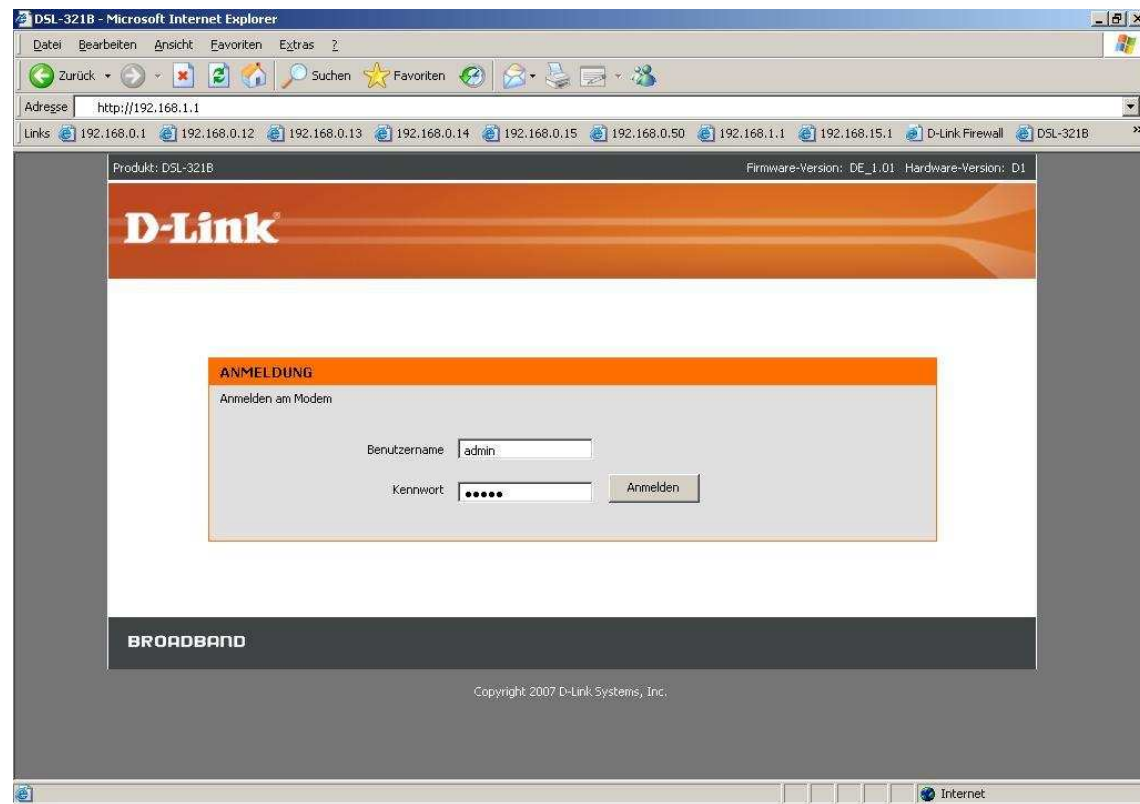 DSL-321B - Microsoft Internet Explorer
Datei Bearbeiten Ansicht Favoriten Extras ?
Zurück Suchen Favoriten
Adresse http://192.168.1.1
Links 192.168.0.1 192.168.0.12 192.168.0.13 192.168.0.14 192.168.0.15 192.168.0.50 192.168.1.1 192.168.15.1 D-Link Firewall DSL-321B »
Produkt: DSL-321B Firmware-Version: DE_1.01 Hardware-Version: D1
D-Link®
ANMELDUNG
Anmelden am Modem
Benutzername admin
Kennwort ●●●●● Anmelden
BROADBAND
Copyright 2007 D-Link Systems, Inc.
Internet